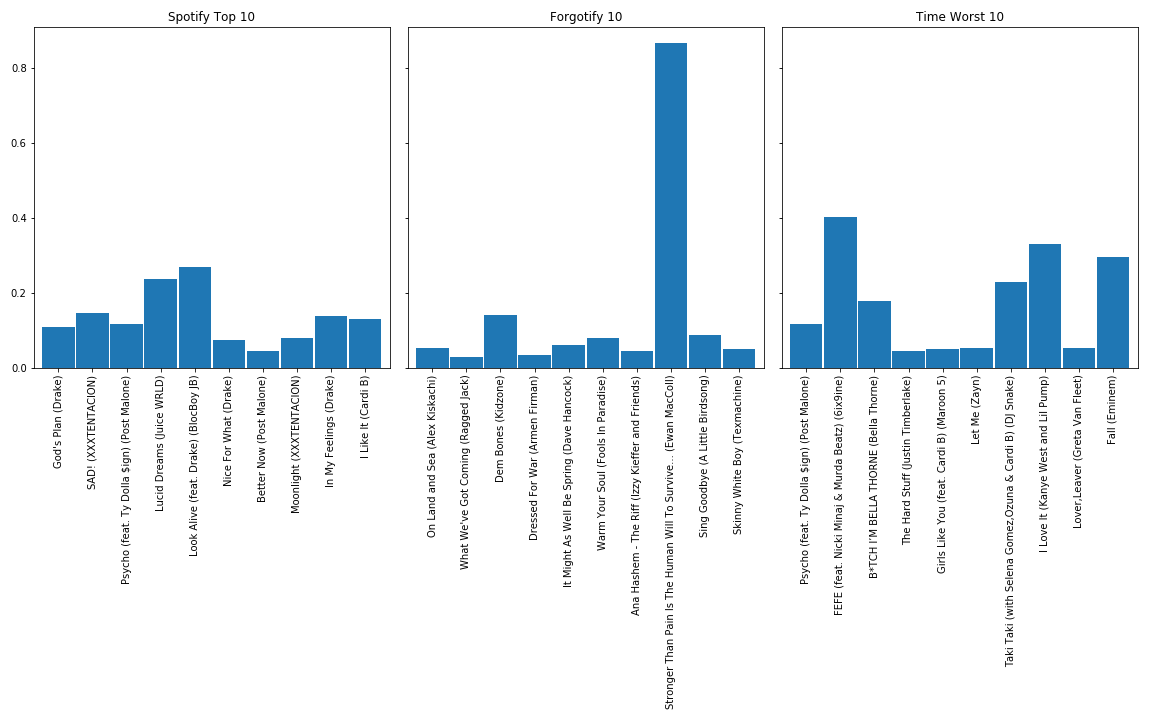 Spotify Top 10
Forgotify 10
Time Worst 10
0.8
0.6
0.4
0.2
0.0
God's Plan (Drake)
SAD! (XXXTENTACION)
Psycho (feat. Ty Dolla $ign) (Post Malone)
Lucid Dreams (Juice WRLD)
Look Alive (feat. Drake) (BlocBoy JB)
Nice For What (Drake)
Better Now (Post Malone)
Moonlight (XXXTENTACION)
In My Feelings (Drake)
I Like It (Cardi B)
On Land and Sea (Alex Kiskachi)
What We've Got Coming (Ragged Jack)
Dem Bones (Kidzone)
Dressed For War (Armen Firman)
It Might As Well Be Spring (Dave Hancock)
Warm Your Soul (Fools In Paradise)
Ana Hashem - The Riff (Izzy Kieffer and Friends)
Stronger Than Pain Is The Human Will To Survive... (Ewan MacColl)
Sing Goodbye (A Little Birdsong)
Skinny White Boy (Texmachine)
Psycho (feat. Ty Dolla $ign) (Post Malone)
FEFE (feat. Nicki Minaj & Murda Beatz) (6ix9ine)
B*TCH I'M BELLA THORNE (Bella Thorne)
The Hard Stuff (Justin Timberlake)
Girls Like You (feat. Cardi B) (Maroon 5)
Let Me (Zayn)
Taki Taki (with Selena Gomez,Ozuna & Cardi B) (DJ Snake)
I Love It (Kanye West and Lil Pump)
Lover,Leaver (Greta Van Fleet)
Fall (Eminem)